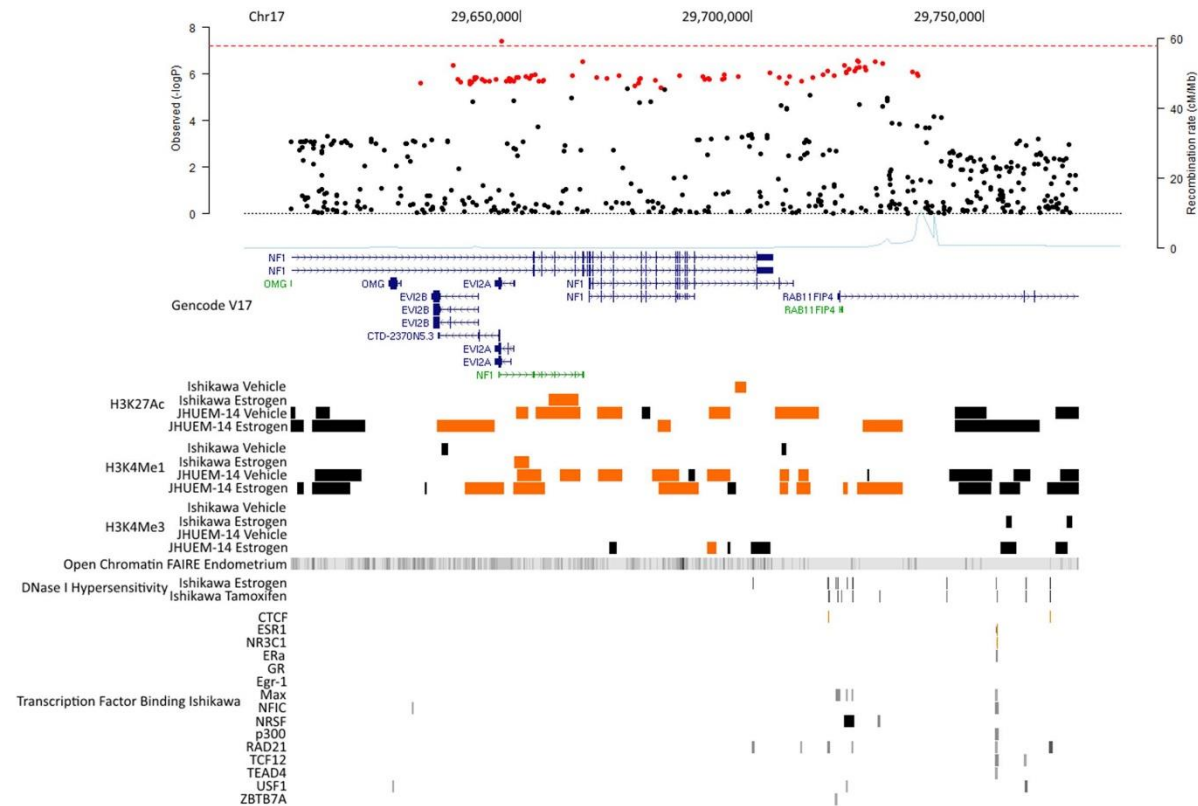 Chr17 29,650,000| 29,700,000| 29,750,000|
8
6
4
2
0
Observed (-logP)
60
40
20
0
Recombination rate (cM/Mb)
NF1
NF1
OMG OMG EVI2A NF1
EVI2B NF1 RAB11FIP4
EVI2B RAB11FIP4
EVI2B
CTD-2370N5.3
EVI2A
EVI2A
NF1
Gencode V17
H3K27Ac
Ishikawa Vehicle
Ishikawa Estrogen
JHUEM-14 Vehicle
JHUEM-14 Estrogen
H3K4Me1
Ishikawa Vehicle
Ishikawa Estrogen
JHUEM-14 Vehicle
JHUEM-14 Estrogen
H3K4Me3
Ishikawa Vehicle
Ishikawa Estrogen
JHUEM-14 Vehicle
JHUEM-14 Estrogen
Open Chromatin FAIRE Endometrium
DNase I Hypersensitivity
Ishikawa Estrogen
Ishikawa Tamoxifen
Transcription Factor Binding Ishikawa
CTCF
ESR1
NR3C1
ERa
GR
Egr-1
Max
NFIC
NRSF
p300
RAD21
TCF12
TEAD4
USF1
ZBTB7A